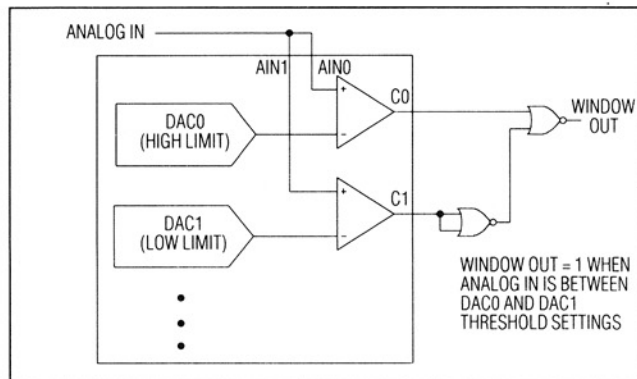 ANALOG IN
AIN1
AIN0
+
−
C0
DAC0
(HIGH LIMIT)
WINDOW
OUT
+
−
C1
DAC1
(LOW LIMIT)
WINDOW OUT = 1 WHEN
ANALOG IN IS BETWEEN
DAC0 AND DAC1
THRESHOLD SETTINGS